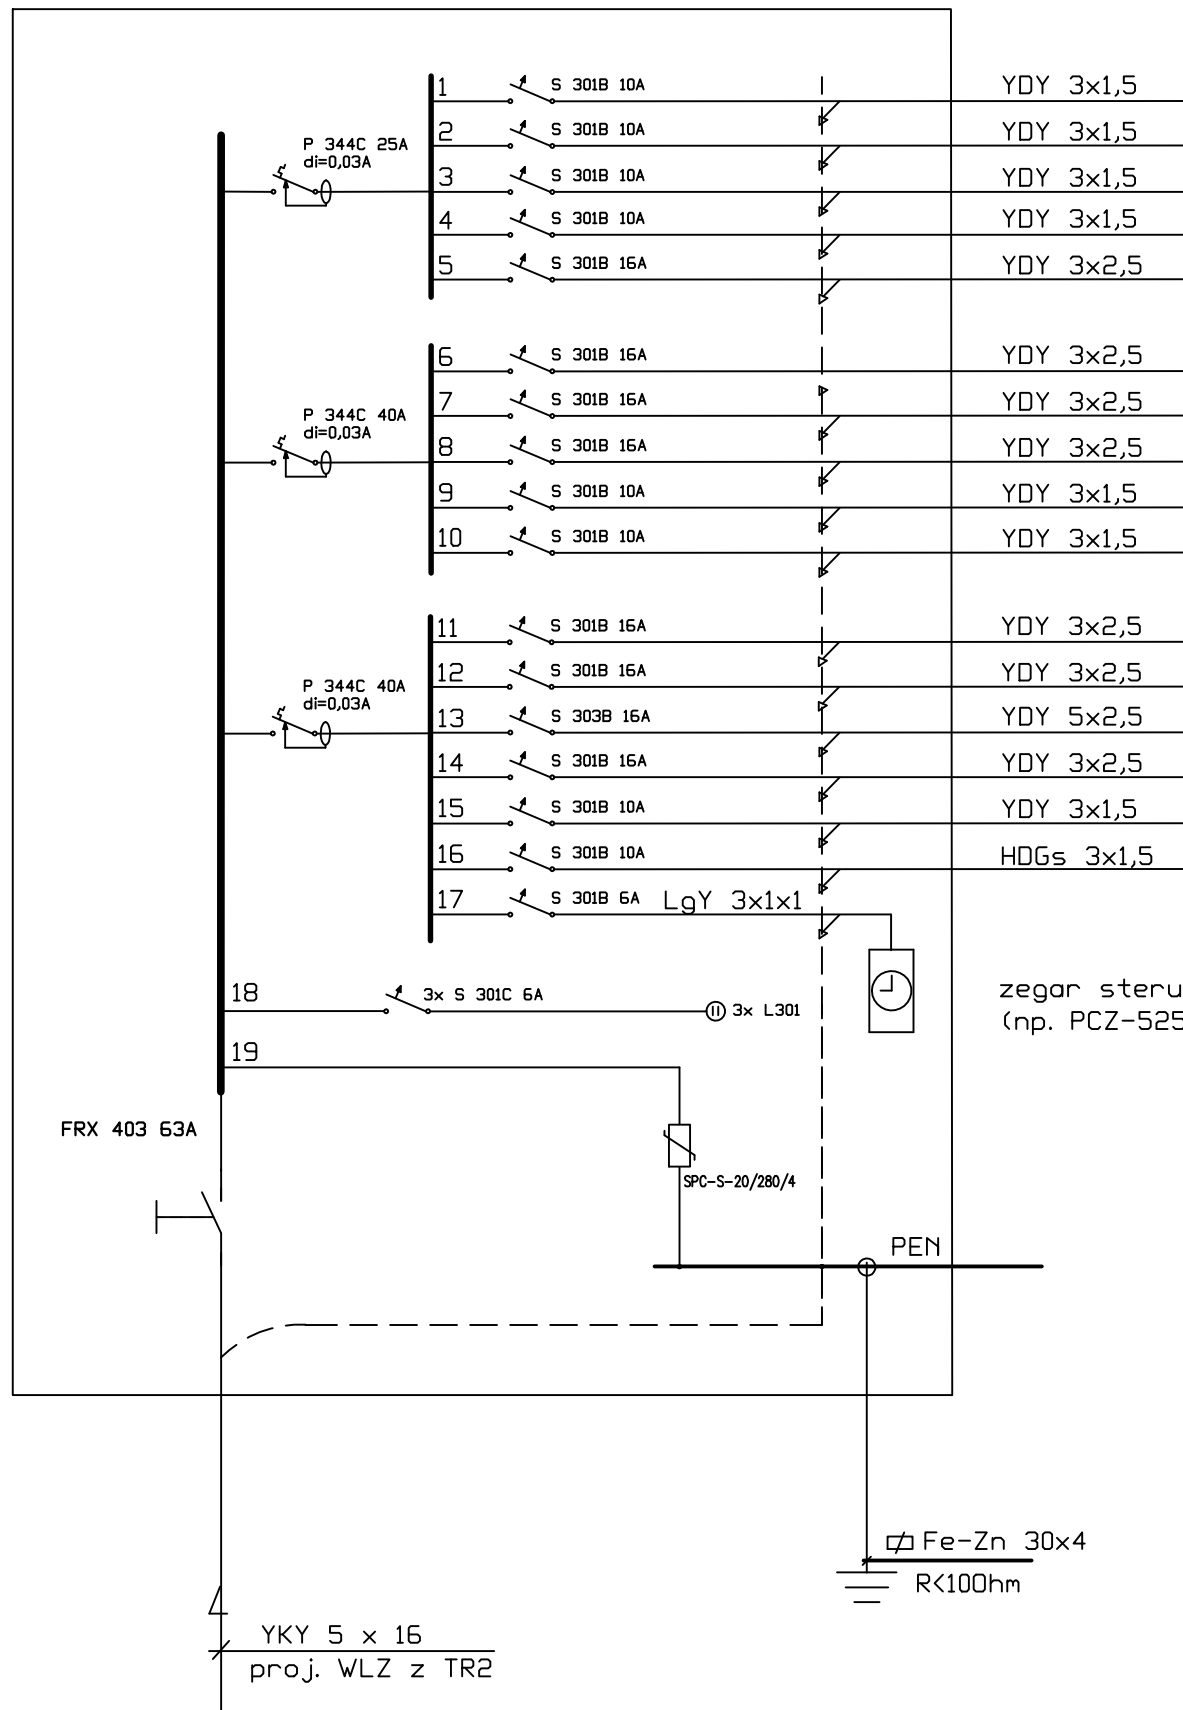 1 S 301B 10A YDY 3x1,5
2 S 301B 10A YDY 3x1,5
P 344C 25A
di=0,03A
3 S 301B 10A YDY 3x1,5
4 S 301B 10A YDY 3x1,5
5 S 301B 16A YDY 3x2,5
6 S 301B 16A YDY 3x2,5
7 S 301B 16A YDY 3x2,5
P 344C 40A
di=0,03A
8 S 301B 16A YDY 3x2,5
9 S 301B 10A YDY 3x1,5
10 S 301B 10A YDY 3x1,5
11 S 301B 16A YDY 3x2,5
12 S 301B 16A YDY 3x2,5
P 344C 40A
di=0,03A
13 S 303B 16A YDY 5x2,5
14 S 301B 16A YDY 3x2,5
15 S 301B 10A YDY 3x1,5
16 S 301B 10A HDGs 3x1,5
17 S 301B 6A LgY 3x1x1
18 3x S 301C 6A 3x L301
zegar steru
(np. PCZ-525
19
FRX 403 63A
SPC-S-20/280/4
PEN
Fe-Zn 30x4
R<100hm
YKY 5 x 16
proj. WLZ z TR2